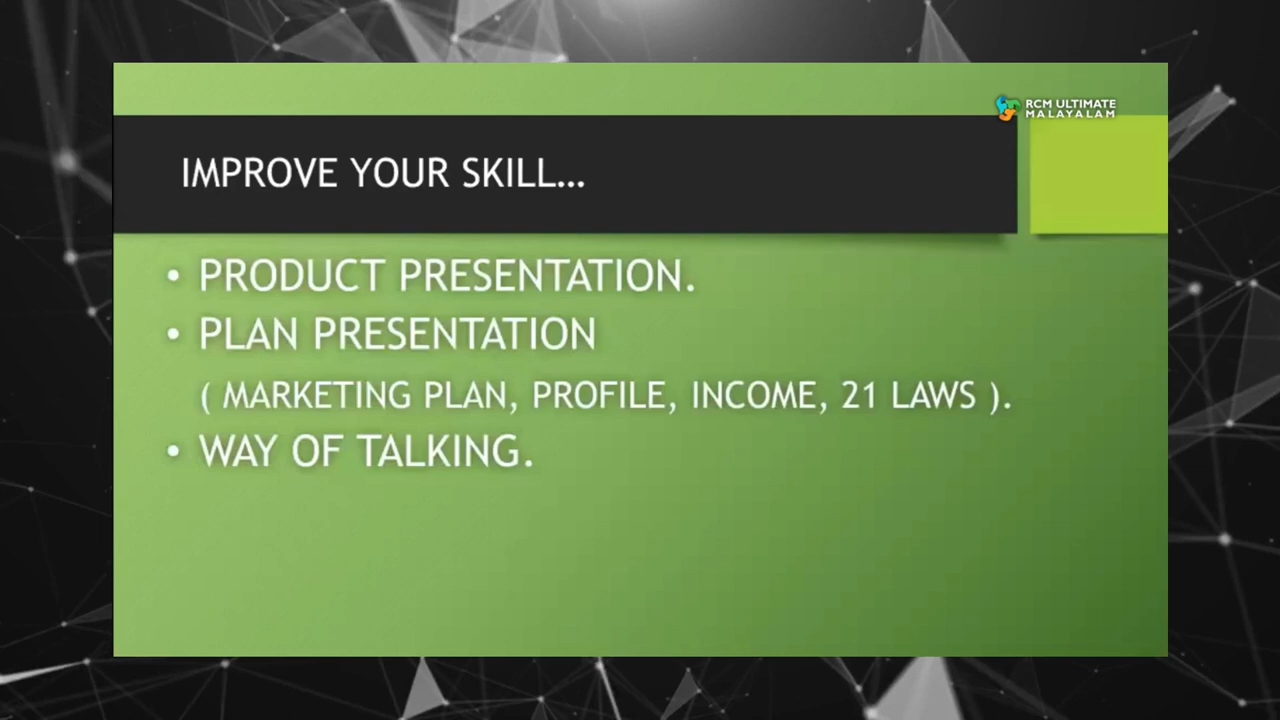 RCM ULTIMATE
MALAYALAM
IMPROVE YOUR SKILL...
• PRODUCT PRESENTATION.
• PLAN PRESENTATION
( MARKETING PLAN, PROFILE, INCOME, 21 LAWS ).
• WAY OF TALKING.